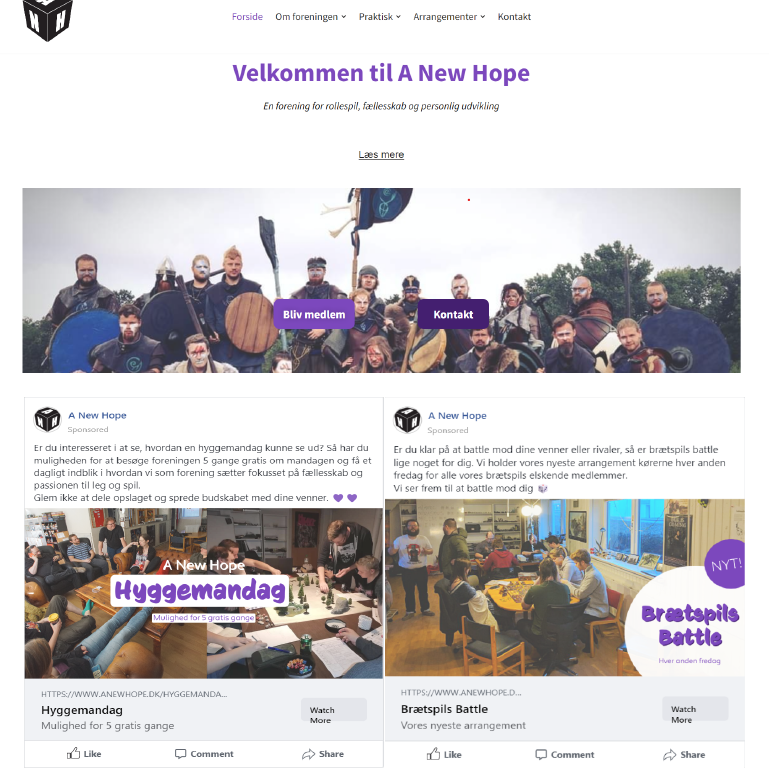 N H
Forside Om foreningen Praktisk Arrangementer Kontakt
Velkommen til A New Hope
En forening for rollespil, fællesskab og personlig udvikling
Læs mere
Bliv medlem Kontakt
A New Hope
Sponsored
Er du interesseret i at se, hvordan en hyggemandag kunne se ud? Så har du
muligheden for at besøge foreningen 5 gange gratis om mandagen og få et
dagligt indblik i hvordan vi som forening sætter fokusset på fællesskab og
passionen til leg og spil.
Glem ikke at dele opslaget og sprede budskabet med dine venner. 💜 💜
A New Hope
Hyggemandag
Mulighed for 5 gratis gange
HTTPS://WWW.ANEWHOPE.DK/HYGGEMANDA...
Hyggemandag
Mulighed for 5 gratis gange
Watch
More
Like Comment Share
A New Hope
Sponsored
Er du klar på at battle mod dine venner eller rivaler, så er brætspils battle
lige noget for dig. Vi holder vores nyeste arrangement kørerne hver anden
fredag for alle vores brætspils elskende medlemmer.
Vi ser frem til at battle mod dig 🎲
NYT!
Brætspils
Battle
Hver anden fredag
HTTPS://WWW.ANEWHOPE.D...
Brætspils Battle
Vores nyeste arrangement
Watch
More
Like Comment Share